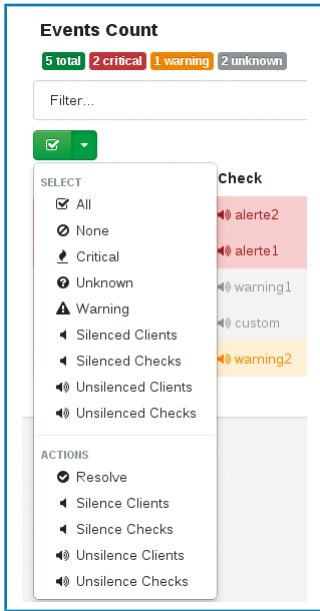 Events Count
5 total 2 critical 1 warning 2 unknown
Filter...
SELECT
All
None
Critical
Unknown
Warning
Silenced Clients
Silenced Checks
Unsilenced Clients
Unsilenced Checks
ACTIONS
Resolve
Silence Clients
Silence Checks
Unsilence Clients
Unsilence Checks
Check
alerte2
alerte1
warning1
custom
warning2